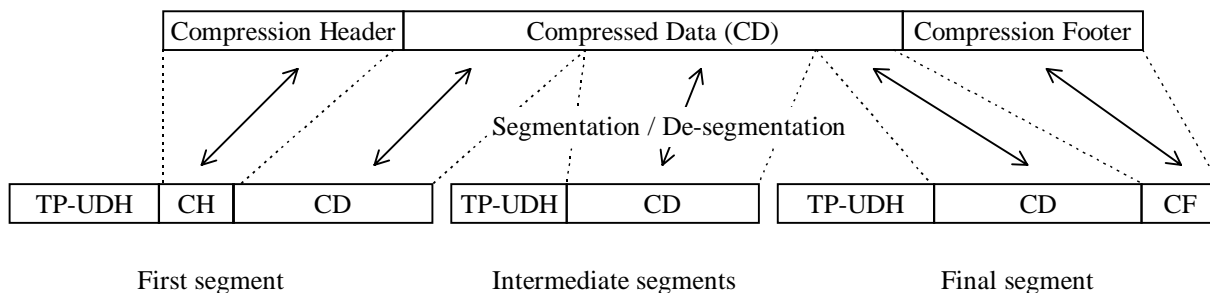 Compression Header Compressed Data (CD) Compression Footer
Segmentation / De-segmentation
TP-UDH CH CD TP-UDH CD TP-UDH CD CF
First segment Intermediate segments Final segment